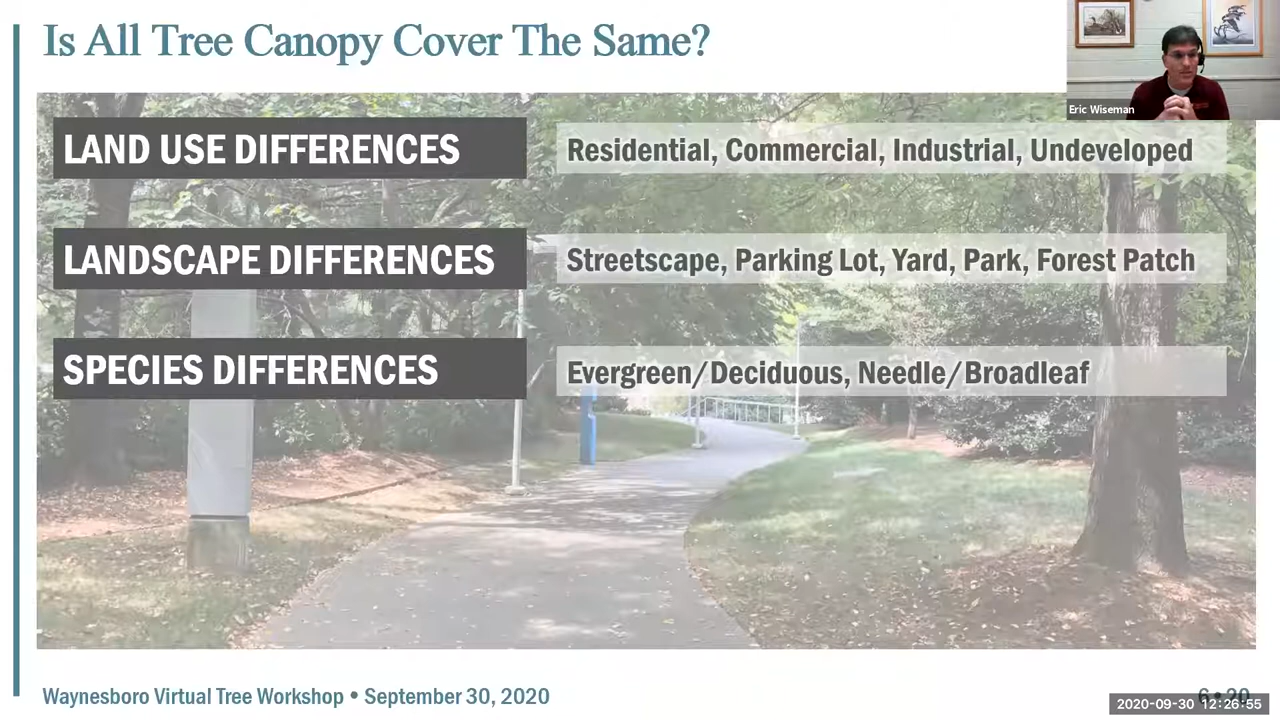 Is All Tree Canopy Cover The Same?
Eric Wiseman
LAND USE DIFFERENCES
Residential, Commercial, Industrial, Undeveloped
LANDSCAPE DIFFERENCES
Streetscape, Parking Lot, Yard, Park, Forest Patch
SPECIES DIFFERENCES
Evergreen/Deciduous, Needle/Broadleaf
Waynesboro Virtual Tree Workshop • September 30, 2020
6 • 20
2020-09-30 12:26:55